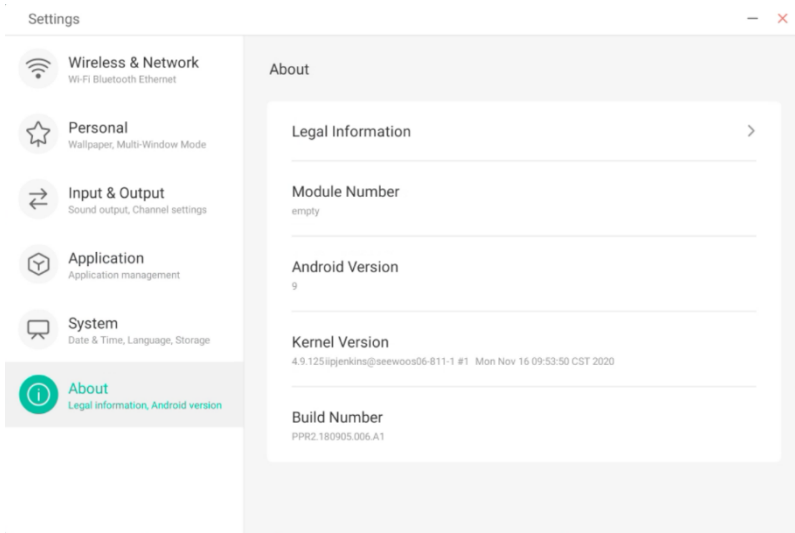 Settings
Wireless & Network
Wi-Fi Bluetooth Ethernet
Personal
Wallpaper, Multi-Window Mode
Input & Output
Sound output, Channel settings
Application
Application management
System
Date & Time, Language, Storage
About
Legal information, Android version
About
Legal Information
Module Number
empty
Android Version
9
Kernel Version
4.9.125iipjenkins@seewoos06-811-1 #1 Mon Nov 16 09:53:50 CST 2020
Build Number
PPR2.180905.006.A1